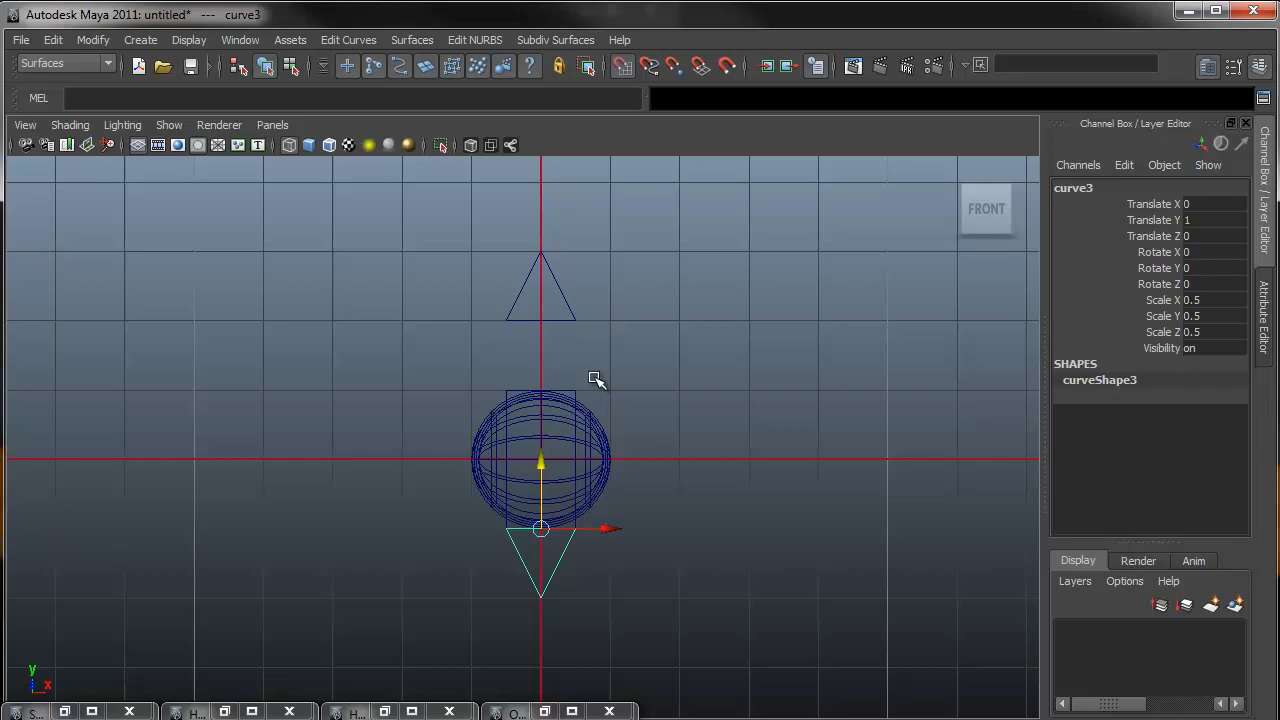 Autodesk Maya 2011: untitled*   ---   curve3
File Edit Modify Create Display Window Assets Edit Curves Surfaces Edit NURBS Subdiv Surfaces Help
Surfaces
MEL
View Shading Lighting Show Renderer Panels
FRONT
y
x
Channel Box / Layer Editor
Channels Edit Object Show
curve3
Translate X 0
Translate Y 1
Translate Z 0
Rotate X 0
Rotate Y 0
Rotate Z 0
Scale X 0.5
Scale Y 0.5
Scale Z 0.5
Visibility on
SHAPES
curveShape3
Display Render Anim
Layers Options Help
Channel Box / Layer Editor
Attribute Editor
S...
H...
H...
O...